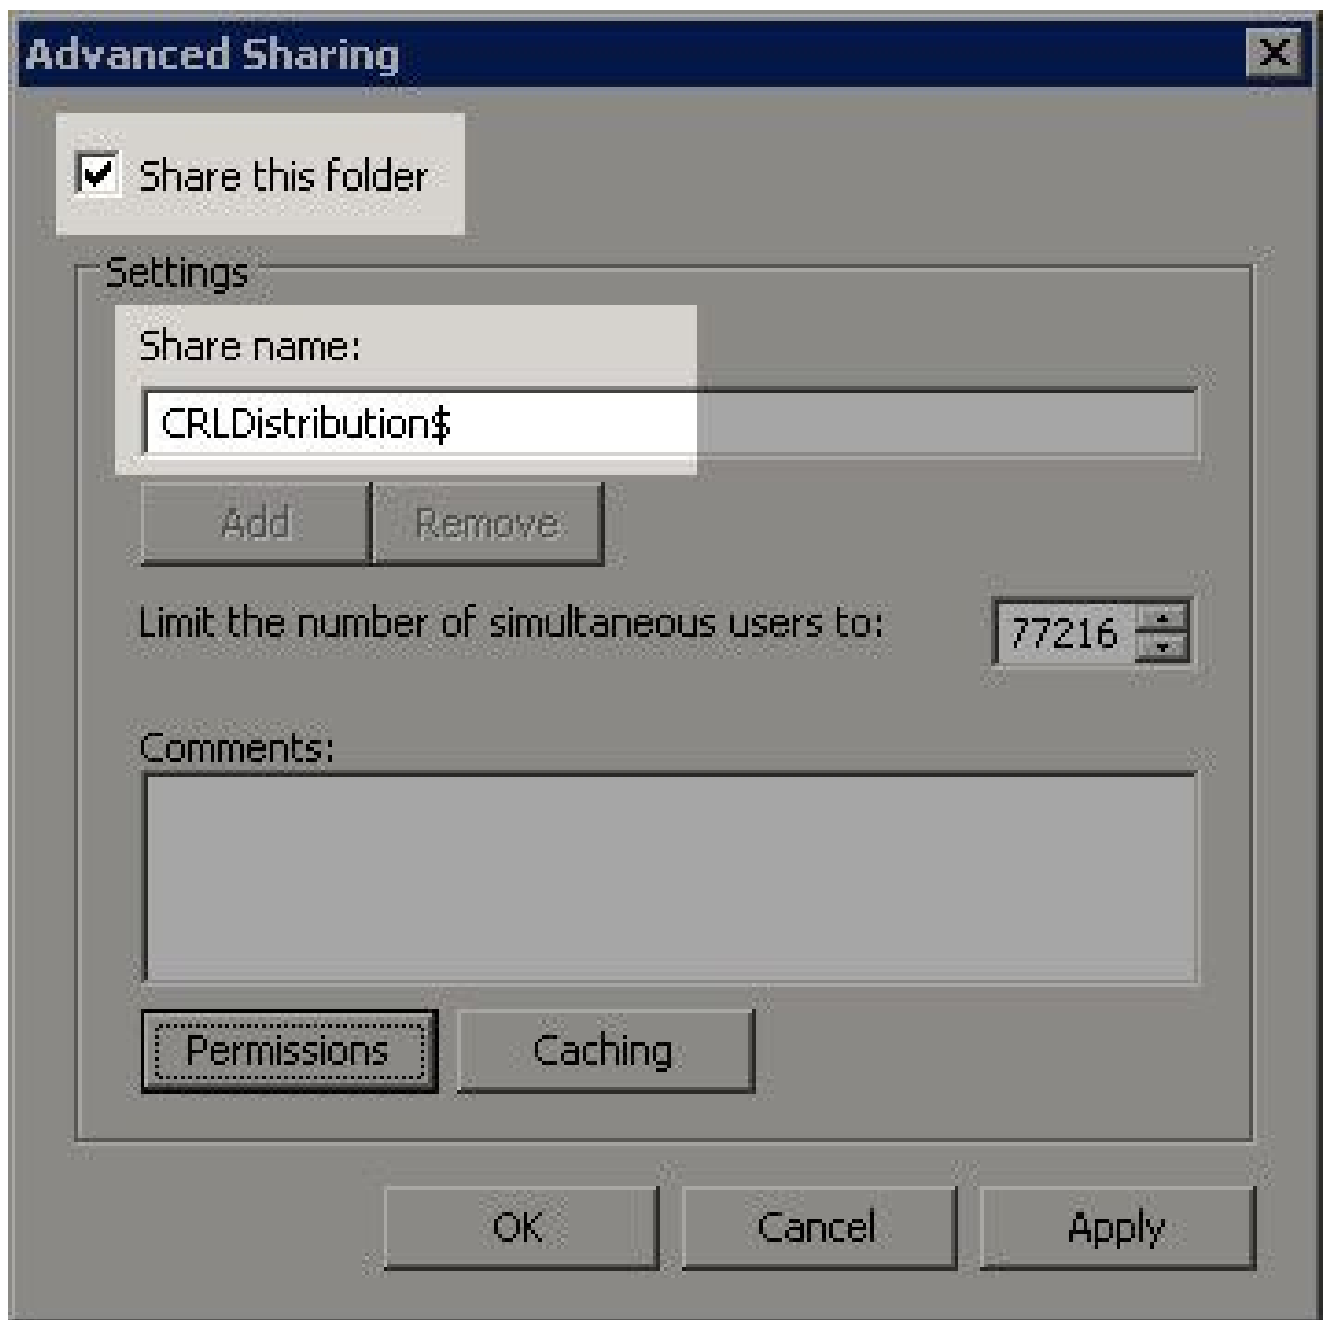 Advanced Sharing
Share this folder
Settings
Share name:
CRLDistribution$
Add Remove
Limit the number of simultaneous users to: 77216
Comments:
Permissions Caching
OK Cancel Apply